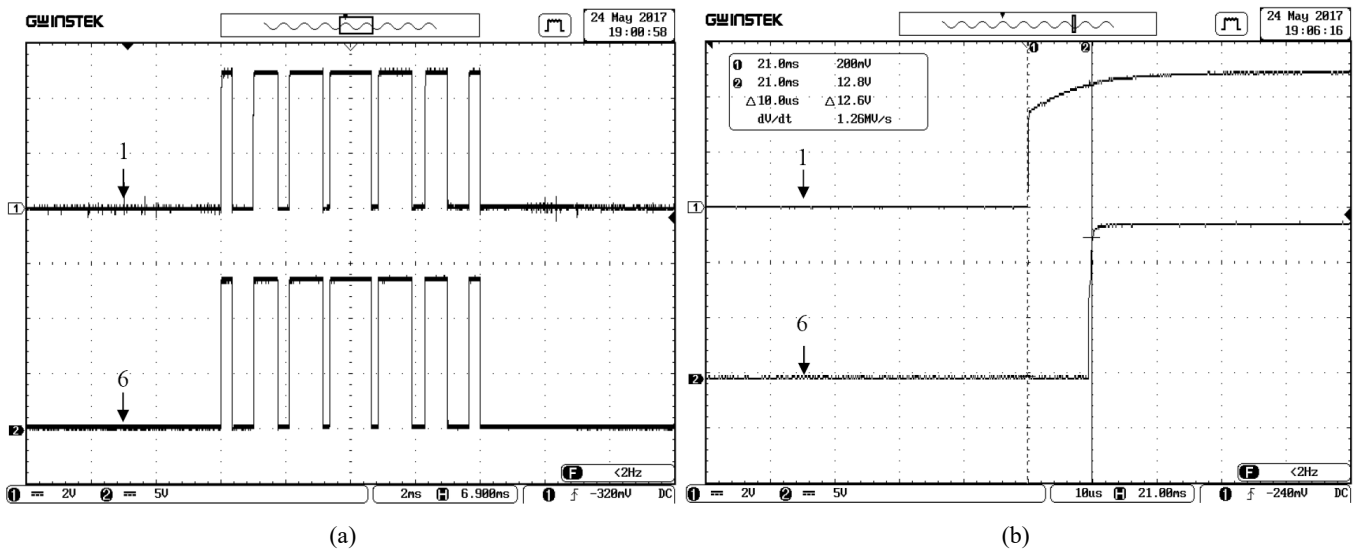 GWINSTEK
24 May 2017
19:00:58
1
1
6
2
F <2Hz
1 2V 2 5V
2ms H 6.900ms
1 -320mV DC
(a)
GWINSTEK
24 May 2017
19:06:16
1 2
1 21.0ms 200mV
2 21.0ms 12.8V
△10.0us △12.6V
dV/dt 1.26MV/s
1
1
6
2
F <2Hz
1 2V 2 5V
10us H 21.00ms
1 -240mV DC
(b)